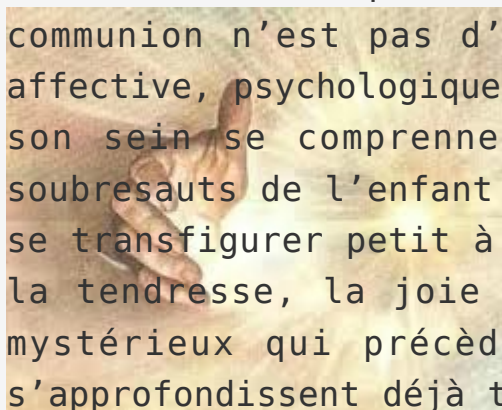 communion n’est pas d’
affective, psychologique
son sein se comprenne
soubresauts de l’enfant
se transfigurer petit à
la tendresse, la joie
mystérieux qui précèd
s’approfondissent déjà t